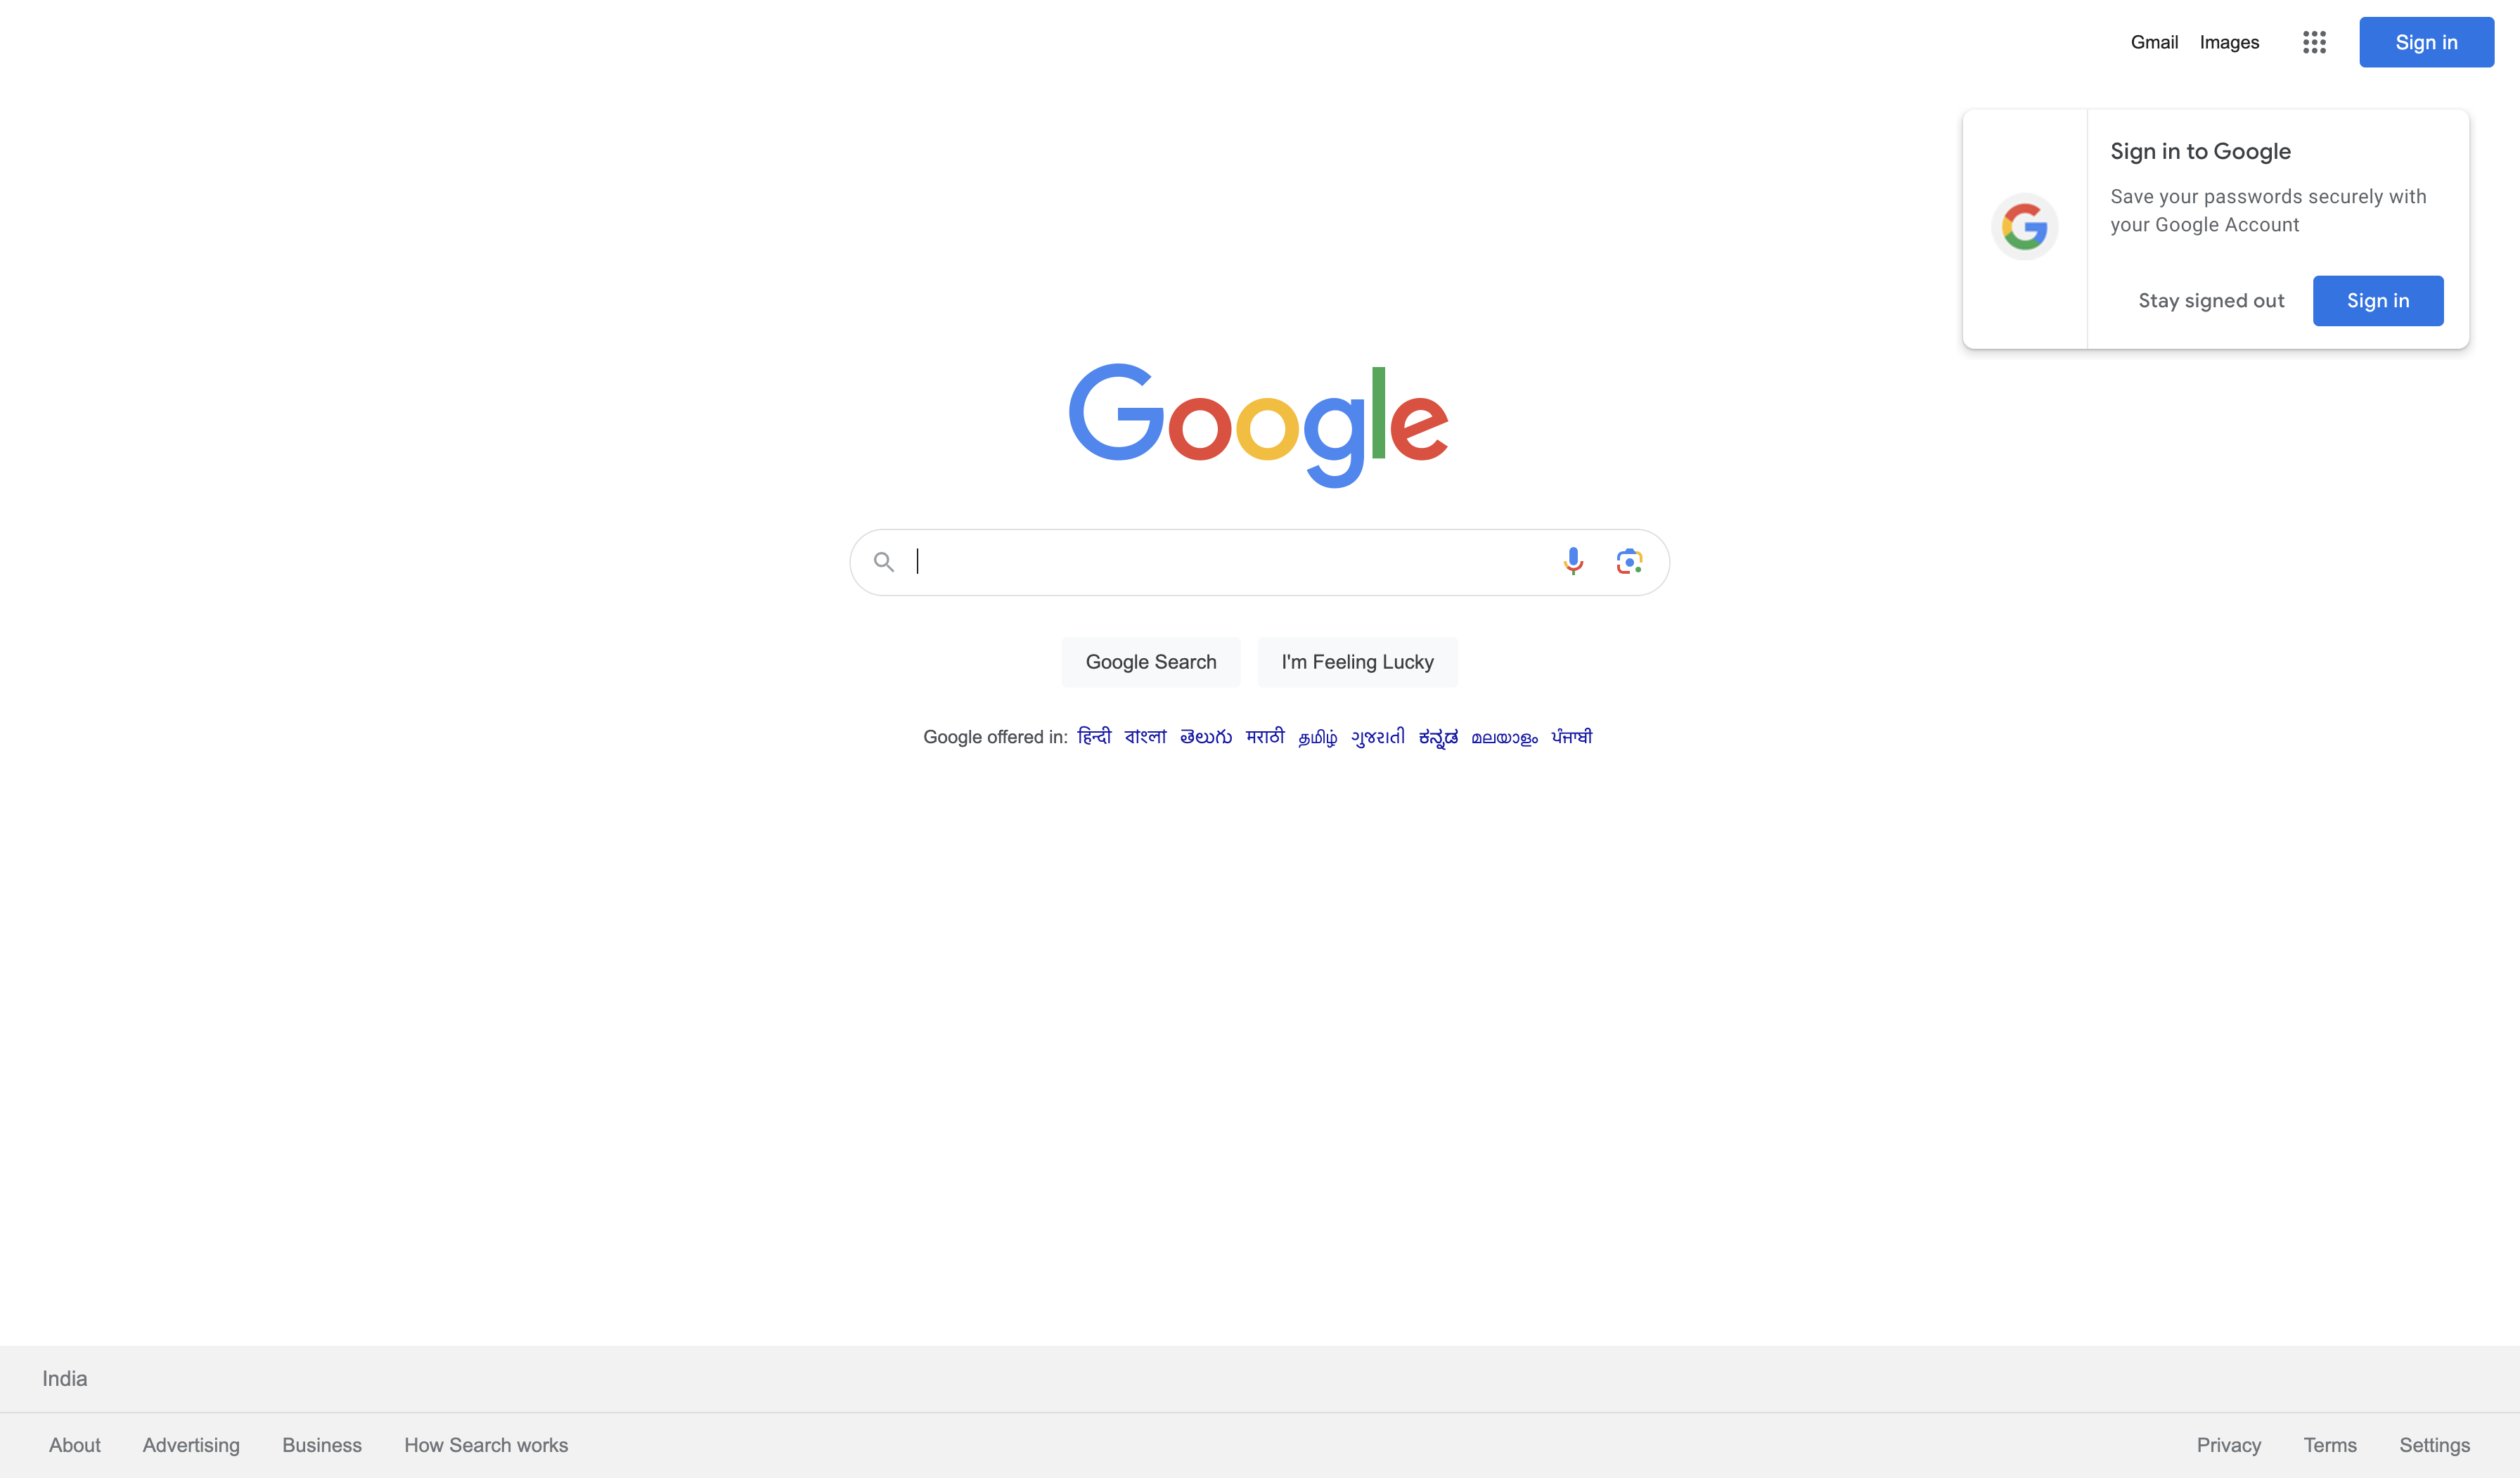 Gmail Images Sign in
Sign in to Google
Save your passwords securely with
your Google Account
Stay signed out Sign in
Google
Google Search I'm Feeling Lucky
Google offered in: हिन्दी বাংলা తెలుగు मराठी தமிழ் ગુજરાતી ಕನ್ನಡ മലയാളം ਪੰਜਾਬੀ
India
About Advertising Business How Search works Privacy Terms Settings